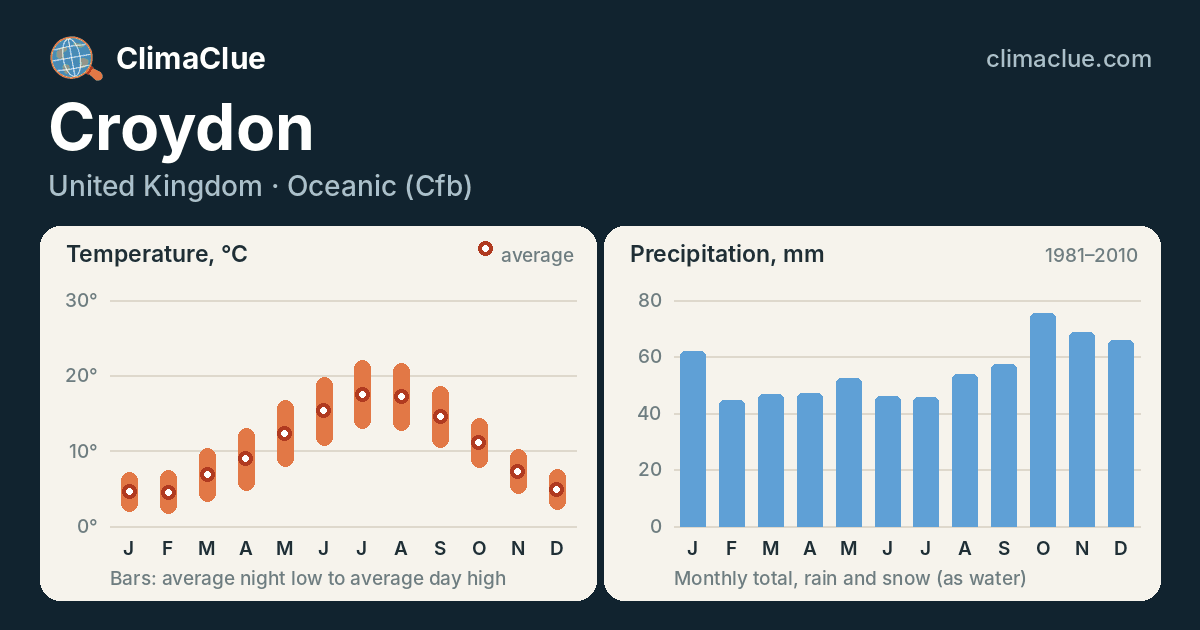 ClimaClue
climaclue.com
Croydon
United Kingdom · Oceanic (Cfb)
Temperature, °C
average
30°
20°
10°
0°
J F M A M J J A S O N D
Bars: average night low to average day high
Precipitation, mm
1981–2010
80
60
40
20
0
J F M A M J J A S O N D
Monthly total, rain and snow (as water)